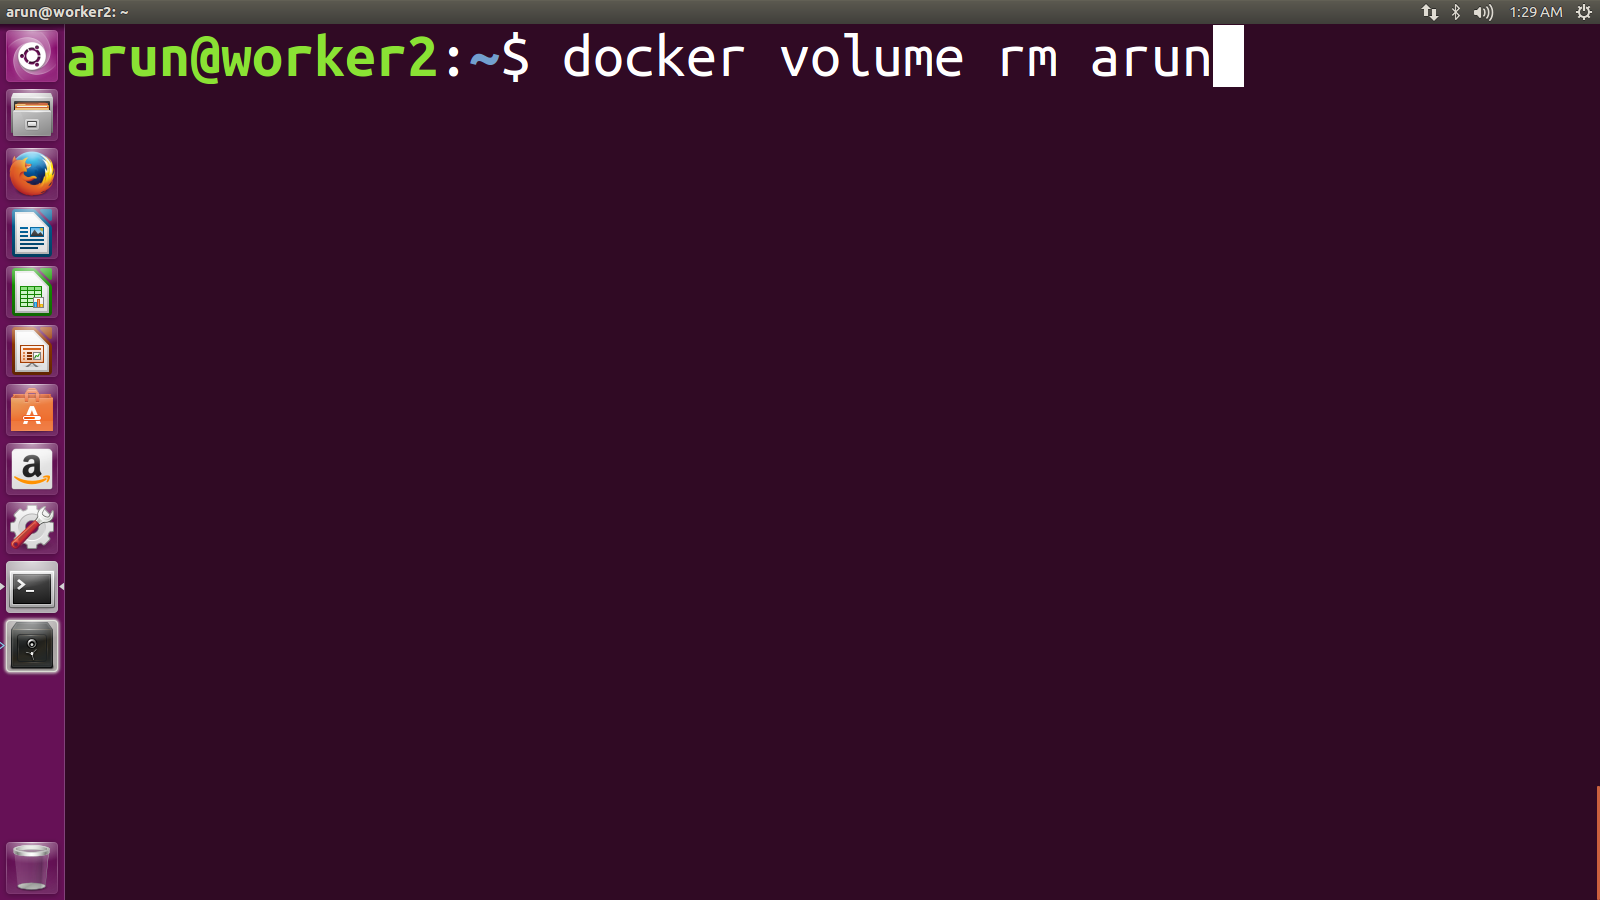 arun@worker2: ~
1:29 AM
arun@worker2:~$ docker volume rm arun